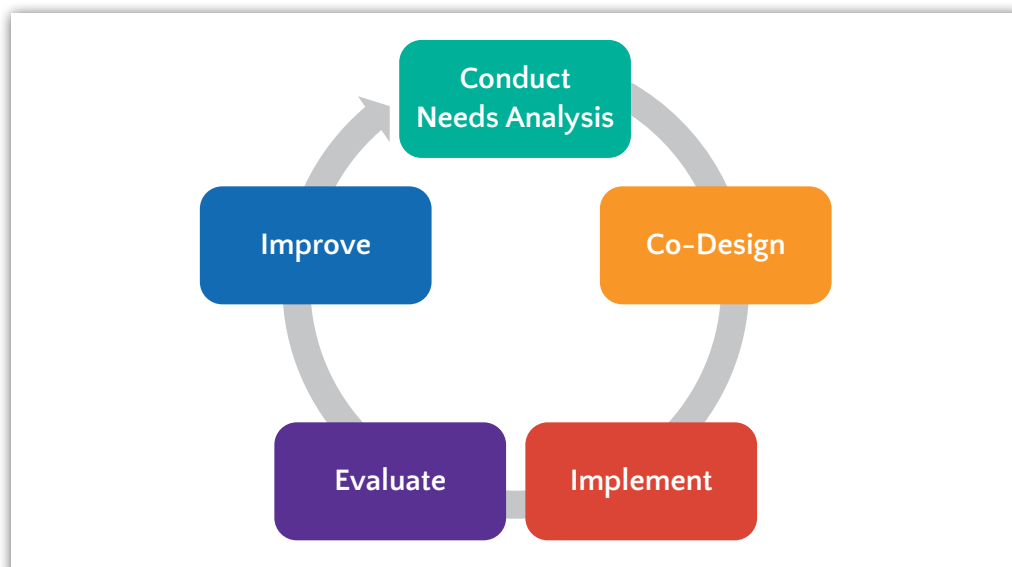 Conduct
Needs Analysis
Co-Design
Implement
Evaluate
Improve